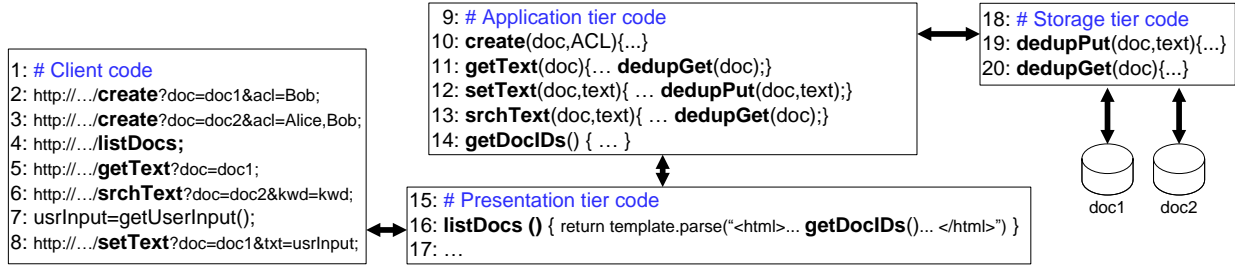 1: # Client code
2: http://…/create?doc=doc1&acl=Bob;
3: http://…/create?doc=doc2&acl=Alice,Bob;
4: http://…/listDocs;
5: http://…/getText?doc=doc1;
6: http://…/srchText?doc=doc2&kwd=kwd;
7: usrInput=getUserInput();
8: http://…/setText?doc=doc1&txt=usrInput;
9: # Application tier code
10: create(doc,ACL){...}
11: getText(doc){… dedupGet(doc);}
12: setText(doc,text){ … dedupPut(doc,text);}
13: srchText(doc,text){ … dedupGet(doc);}
14: getDocIDs() { … }
15: # Presentation tier code
16: listDocs () { return template.parse(“<html>... getDocIDs()... </html>”) }
17: …
18: # Storage tier code
19: dedupPut(doc,text){...}
20: dedupGet(doc){...}
doc1 doc2